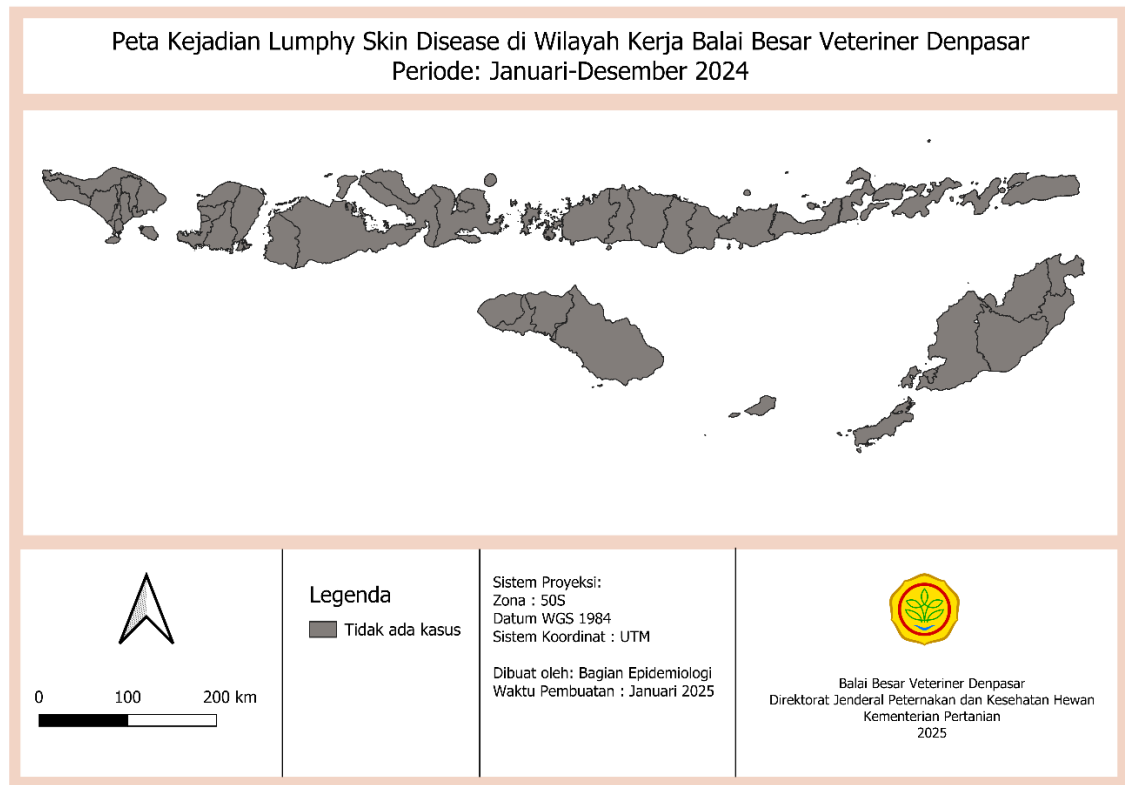 Peta Kejadian Lumphy Skin Disease di Wilayah Kerja Balai Besar Veteriner Denpasar
Periode: Januari-Desember 2024
0 100 200 km
Legenda
Tidak ada kasus
Sistem Proyeksi:
Zona : 50S
Datum WGS 1984
Sistem Koordinat : UTM
Dibuat oleh: Bagian Epidemiologi
Waktu Pembuatan : Januari 2025
Balai Besar Veteriner Denpasar
Direktorat Jenderal Peternakan dan Kesehatan Hewan
Kementerian Pertanian
2025